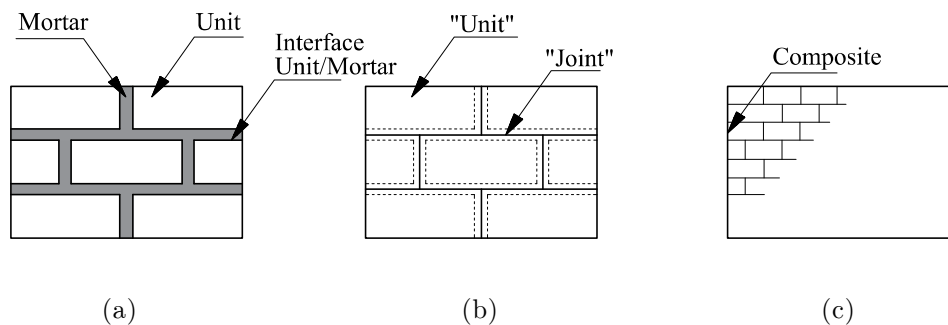 Mortar
Unit
Interface
Unit/Mortar
"Unit"
"Joint"
Composite
(a)
(b)
(c)